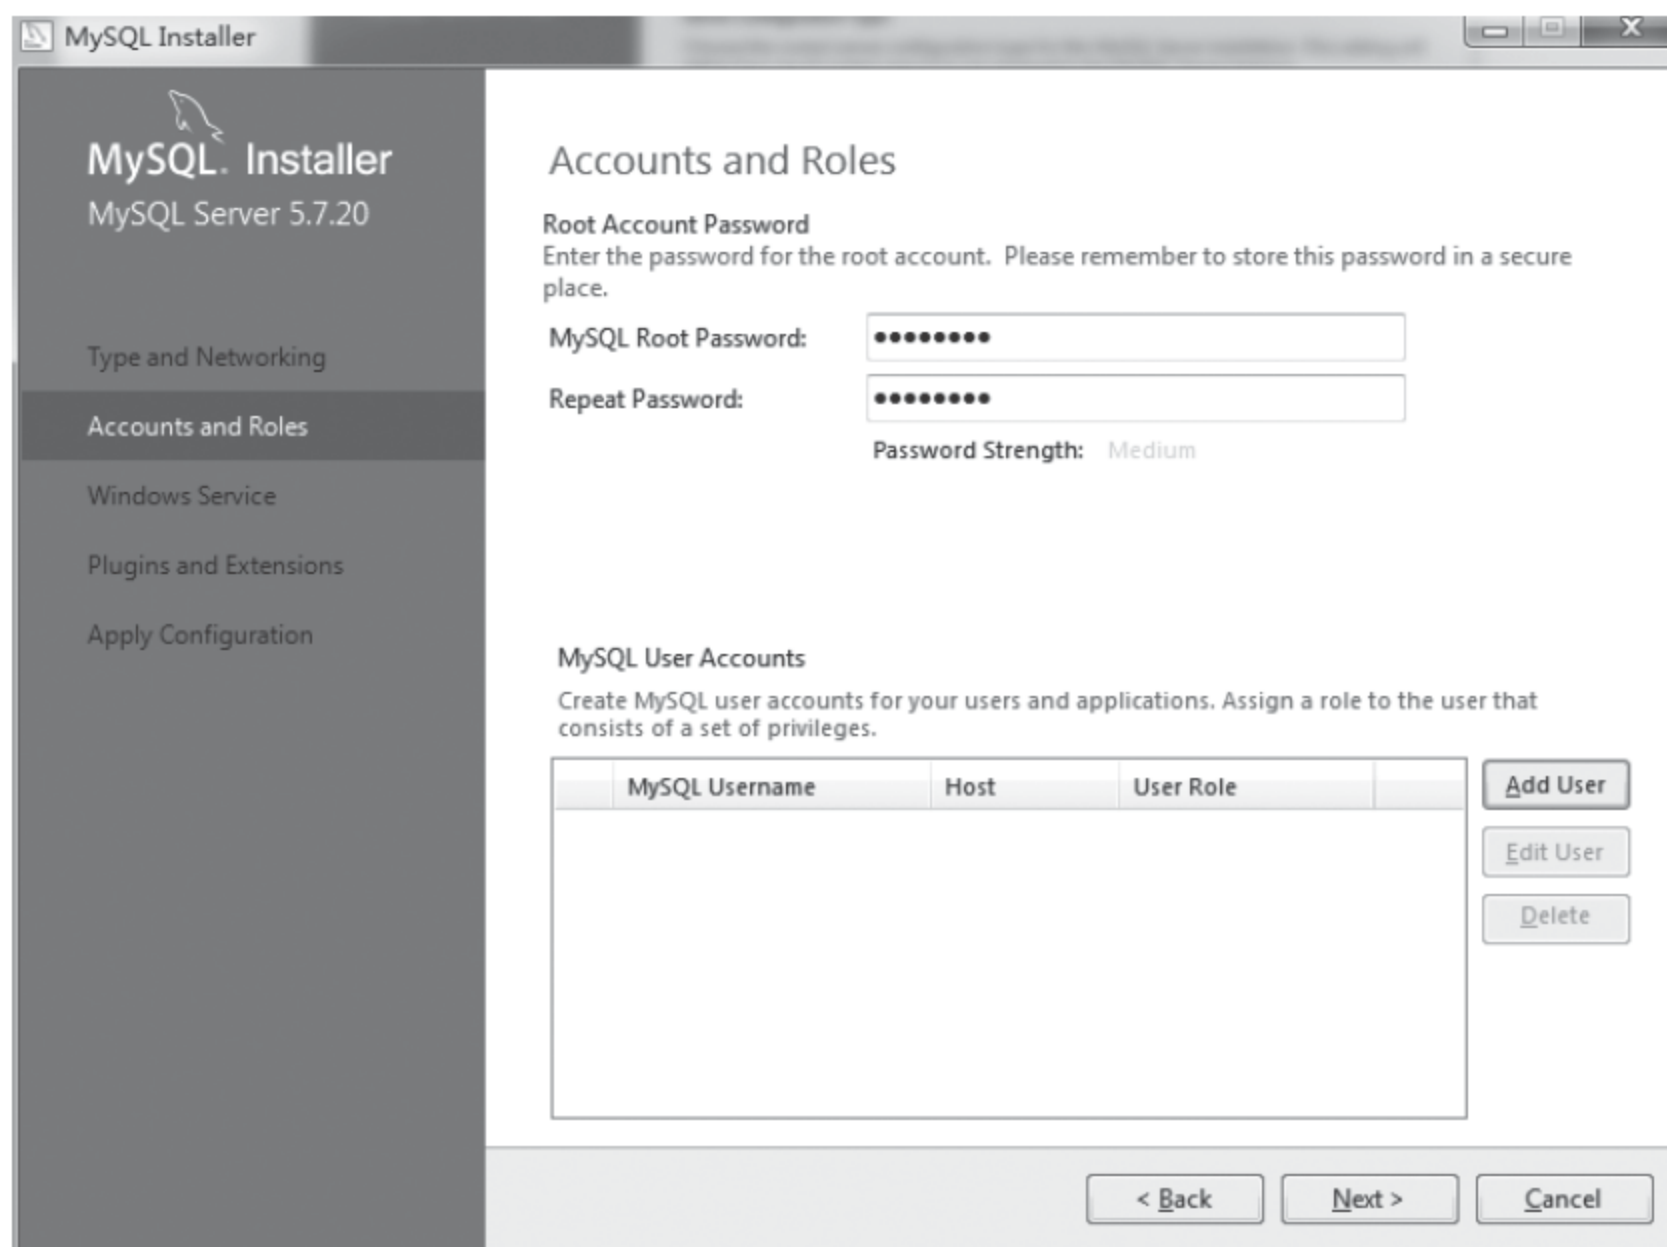 MySQL Installer
MySQL. Installer
MySQL Server 5.7.20
Type and Networking
Accounts and Roles
Windows Service
Plugins and Extensions
Apply Configuration
Accounts and Roles
Root Account Password
Enter the password for the root account.  Please remember to store this password in a secure
place.
MySQL Root Password: ••••••••
Repeat Password: ••••••••
Password Strength: Medium
MySQL User Accounts
Create MySQL user accounts for your users and applications. Assign a role to the user that
consists of a set of privileges.
MySQL Username Host User Role
Add User
Edit User
Delete
< Back Next > Cancel